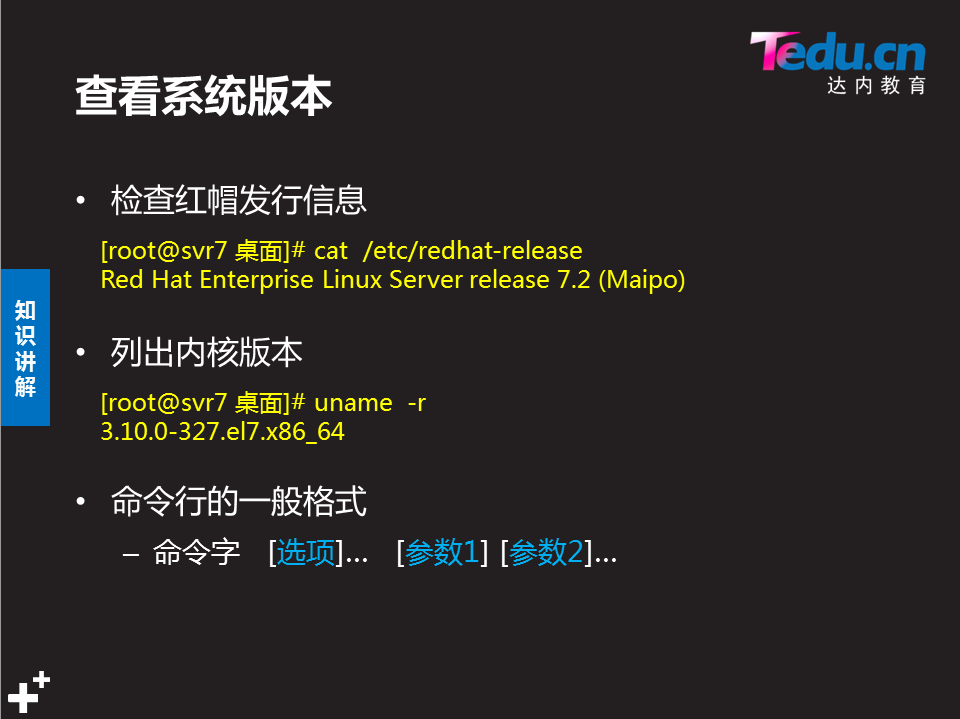 Tedu.cn
达内教育
查看系统版本
• 检查红帽发行信息
[root@svr7 桌面]# cat  /etc/redhat-release
Red Hat Enterprise Linux Server release 7.2 (Maipo)
知识讲解
• 列出内核版本
[root@svr7 桌面]# uname  -r
3.10.0-327.el7.x86_64
• 命令行的一般格式
– 命令字   [选项]…   [参数1] [参数2]…